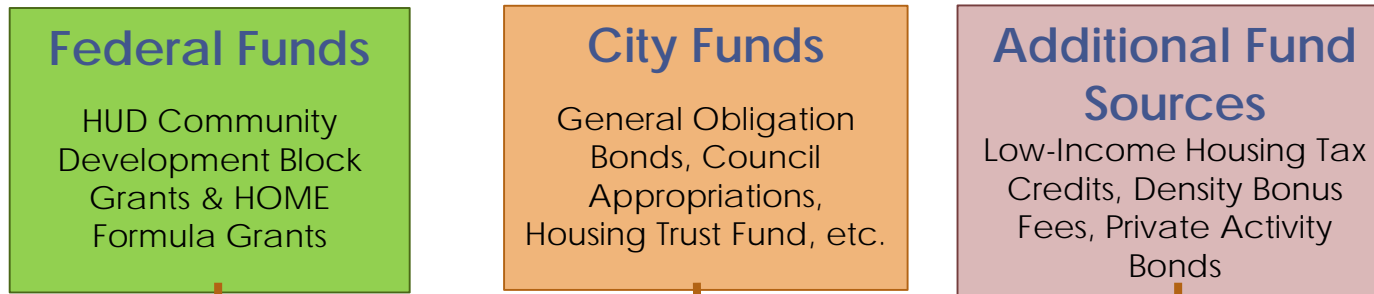 Federal Funds
HUD Community
Development Block
Grants & HOME
Formula Grants
City Funds
General Obligation
Bonds, Council
Appropriations,
Housing Trust Fund, etc.
Additional Fund
Sources
Low-Income Housing Tax
Credits, Density Bonus
Fees, Private Activity
Bonds